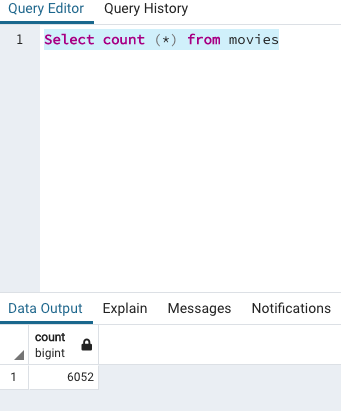 Query Editor Query History
1 Select count (*) from movies
Data Output Explain Messages Notifications
count
bigint
1 6052